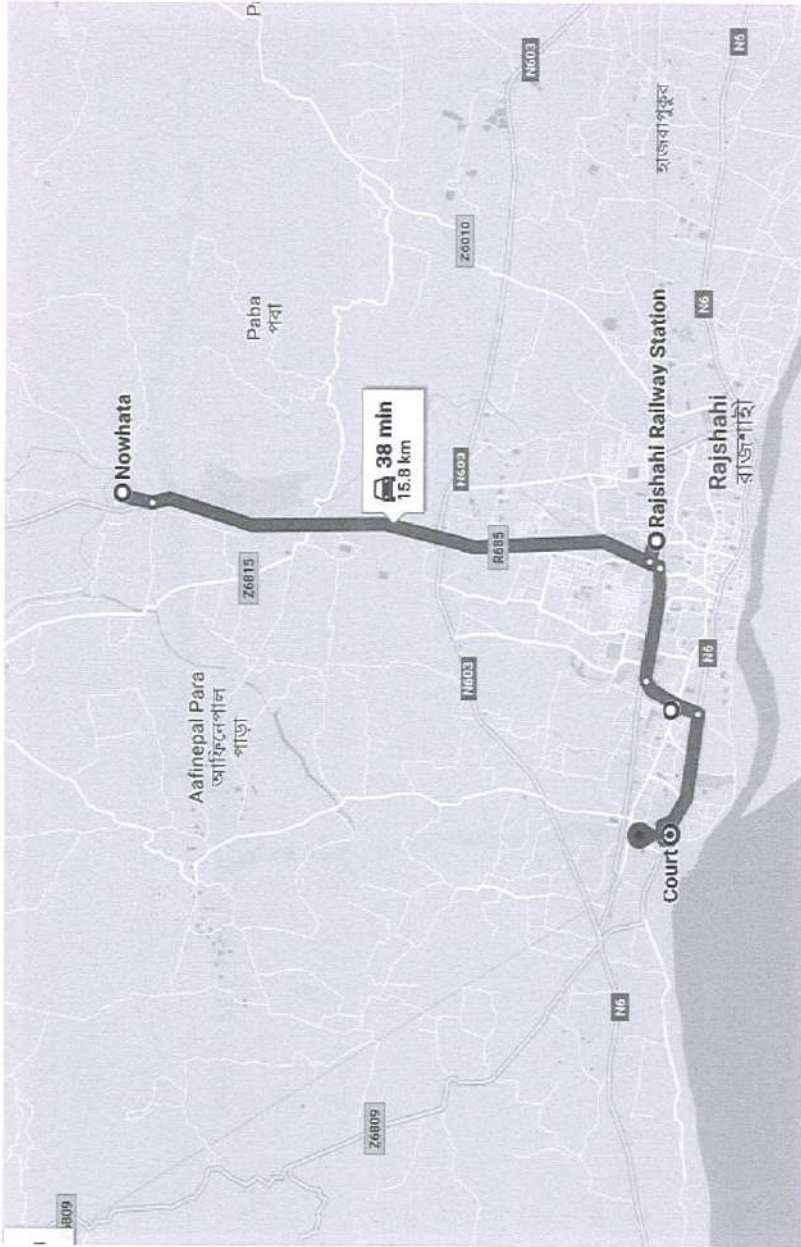 Nowhata
Aafinepal Para
আফিনেপাল
পাড়া
Z6815
Paba
পবা
Z6809
38 min
15.8 km
N603
N603
Z6010
R685
N603
N6
Rajshahi Railway Station
Court
N6
N6
Rajshahi
রাজশাহী
N6